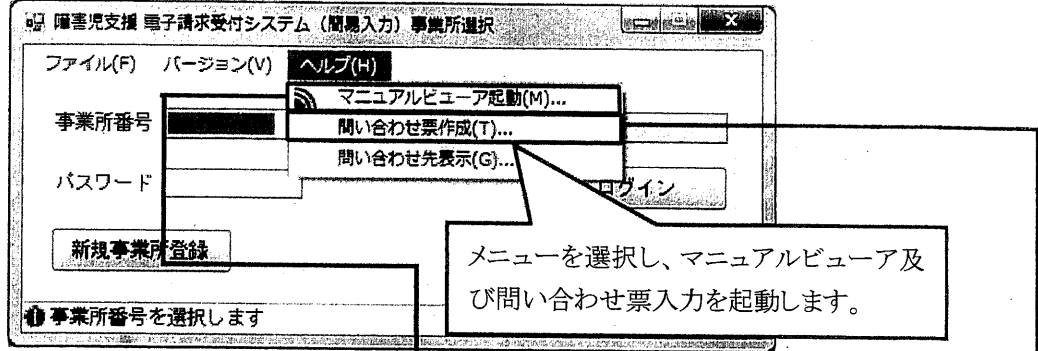 障害児支援 電子請求受付システム（簡易入力）事業所選択
ファイル(F) バージョン(V) ヘルプ(H)
マニュアルビューア起動(M)...
事業所番号
問い合わせ票作成(T)...
問い合わせ先表示(G)...
パスワード
ログイン
新規事業所登録
メニューを選択し、マニュアルビューア及
び問い合わせ票入力を起動します。
事業所番号を選択します